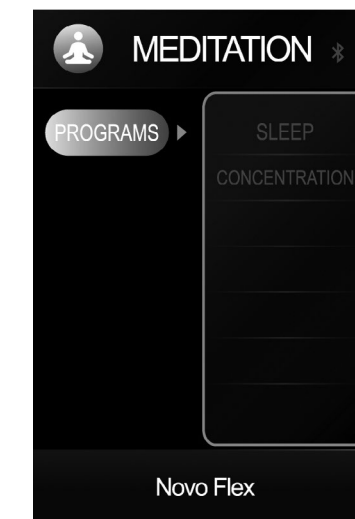 MEDITATION
PROGRAMS
SLEEP
CONCENTRATION
Novo Flex